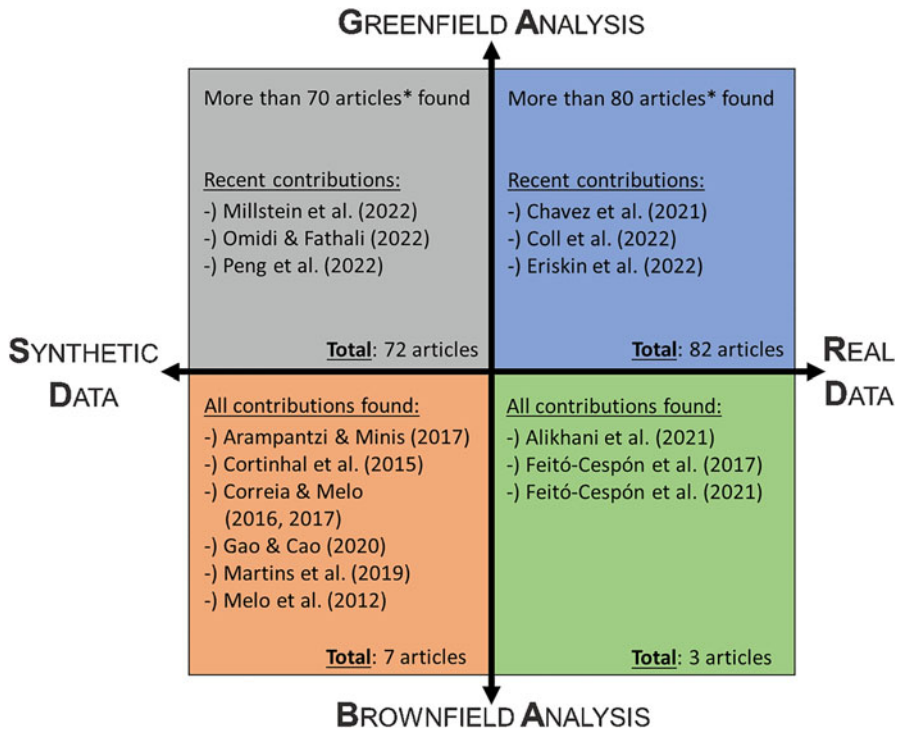 GREENFIELD ANALYSIS
More than 70 articles* found
Recent contributions:
-) Millstein et al. (2022)
-) Omidi & Fathali (2022)
-) Peng et al. (2022)
Total: 72 articles
More than 80 articles* found
Recent contributions:
-) Chavez et al. (2021)
-) Coll et al. (2022)
-) Eriskin et al. (2022)
Total: 82 articles
SYNTHETIC
DATA
REAL
DATA
All contributions found:
-) Arampantzi & Minis (2017)
-) Cortinhal et al. (2015)
-) Correia & Melo
(2016, 2017)
-) Gao & Cao (2020)
-) Martins et al. (2019)
-) Melo et al. (2012)
Total: 7 articles
All contributions found:
-) Alikhani et al. (2021)
-) Feitó-Cespón et al. (2017)
-) Feitó-Cespón et al. (2021)
Total: 3 articles
BROWNFIELD ANALYSIS